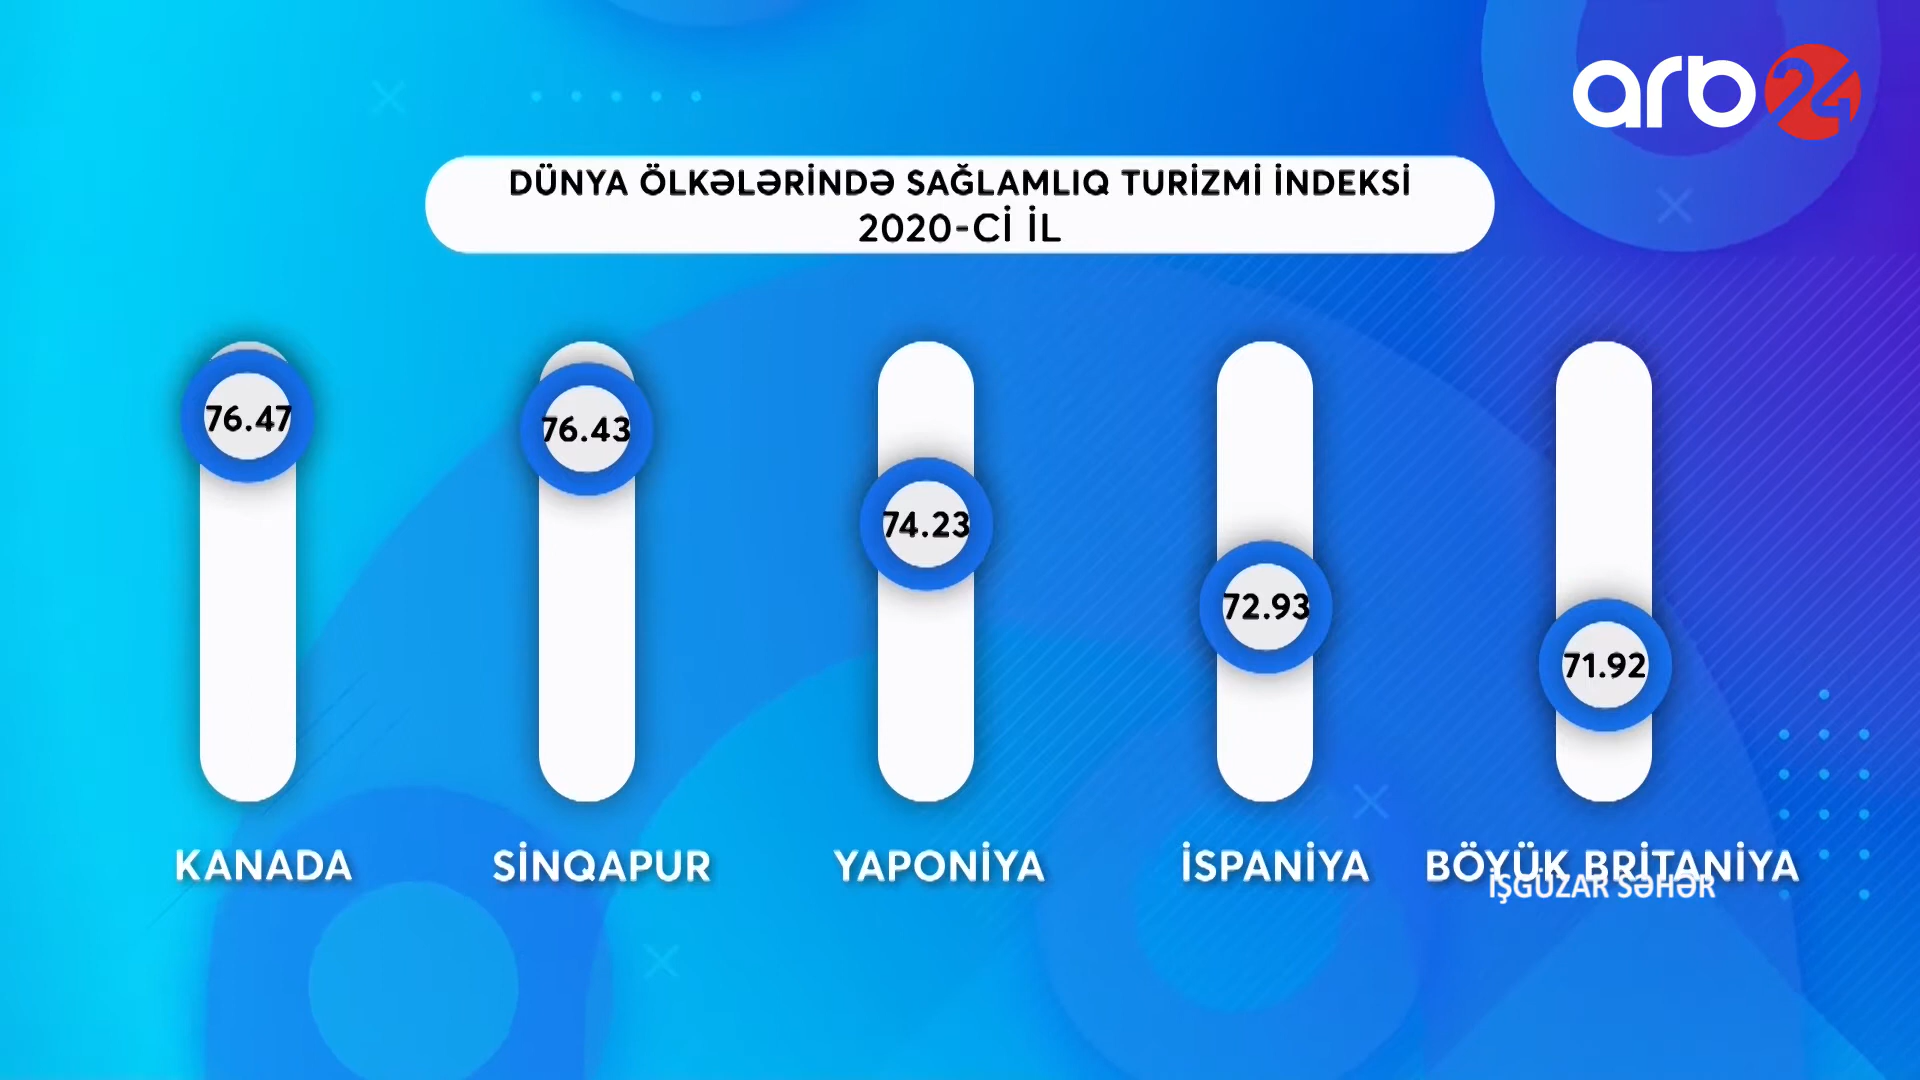 arb24
DÜNYA ÖLKƏLƏRİNDƏ SAĞLAMLIQ TURİZMİ İNDEKSİ
2020-Cİ İL
76.47
76.43
74.23
72.93
71.92
KANADA
SİNQAPUR
YAPONİYA
İSPANİYA
BÖYÜK BRİTANİYA
İŞGÜZAR SƏHƏR